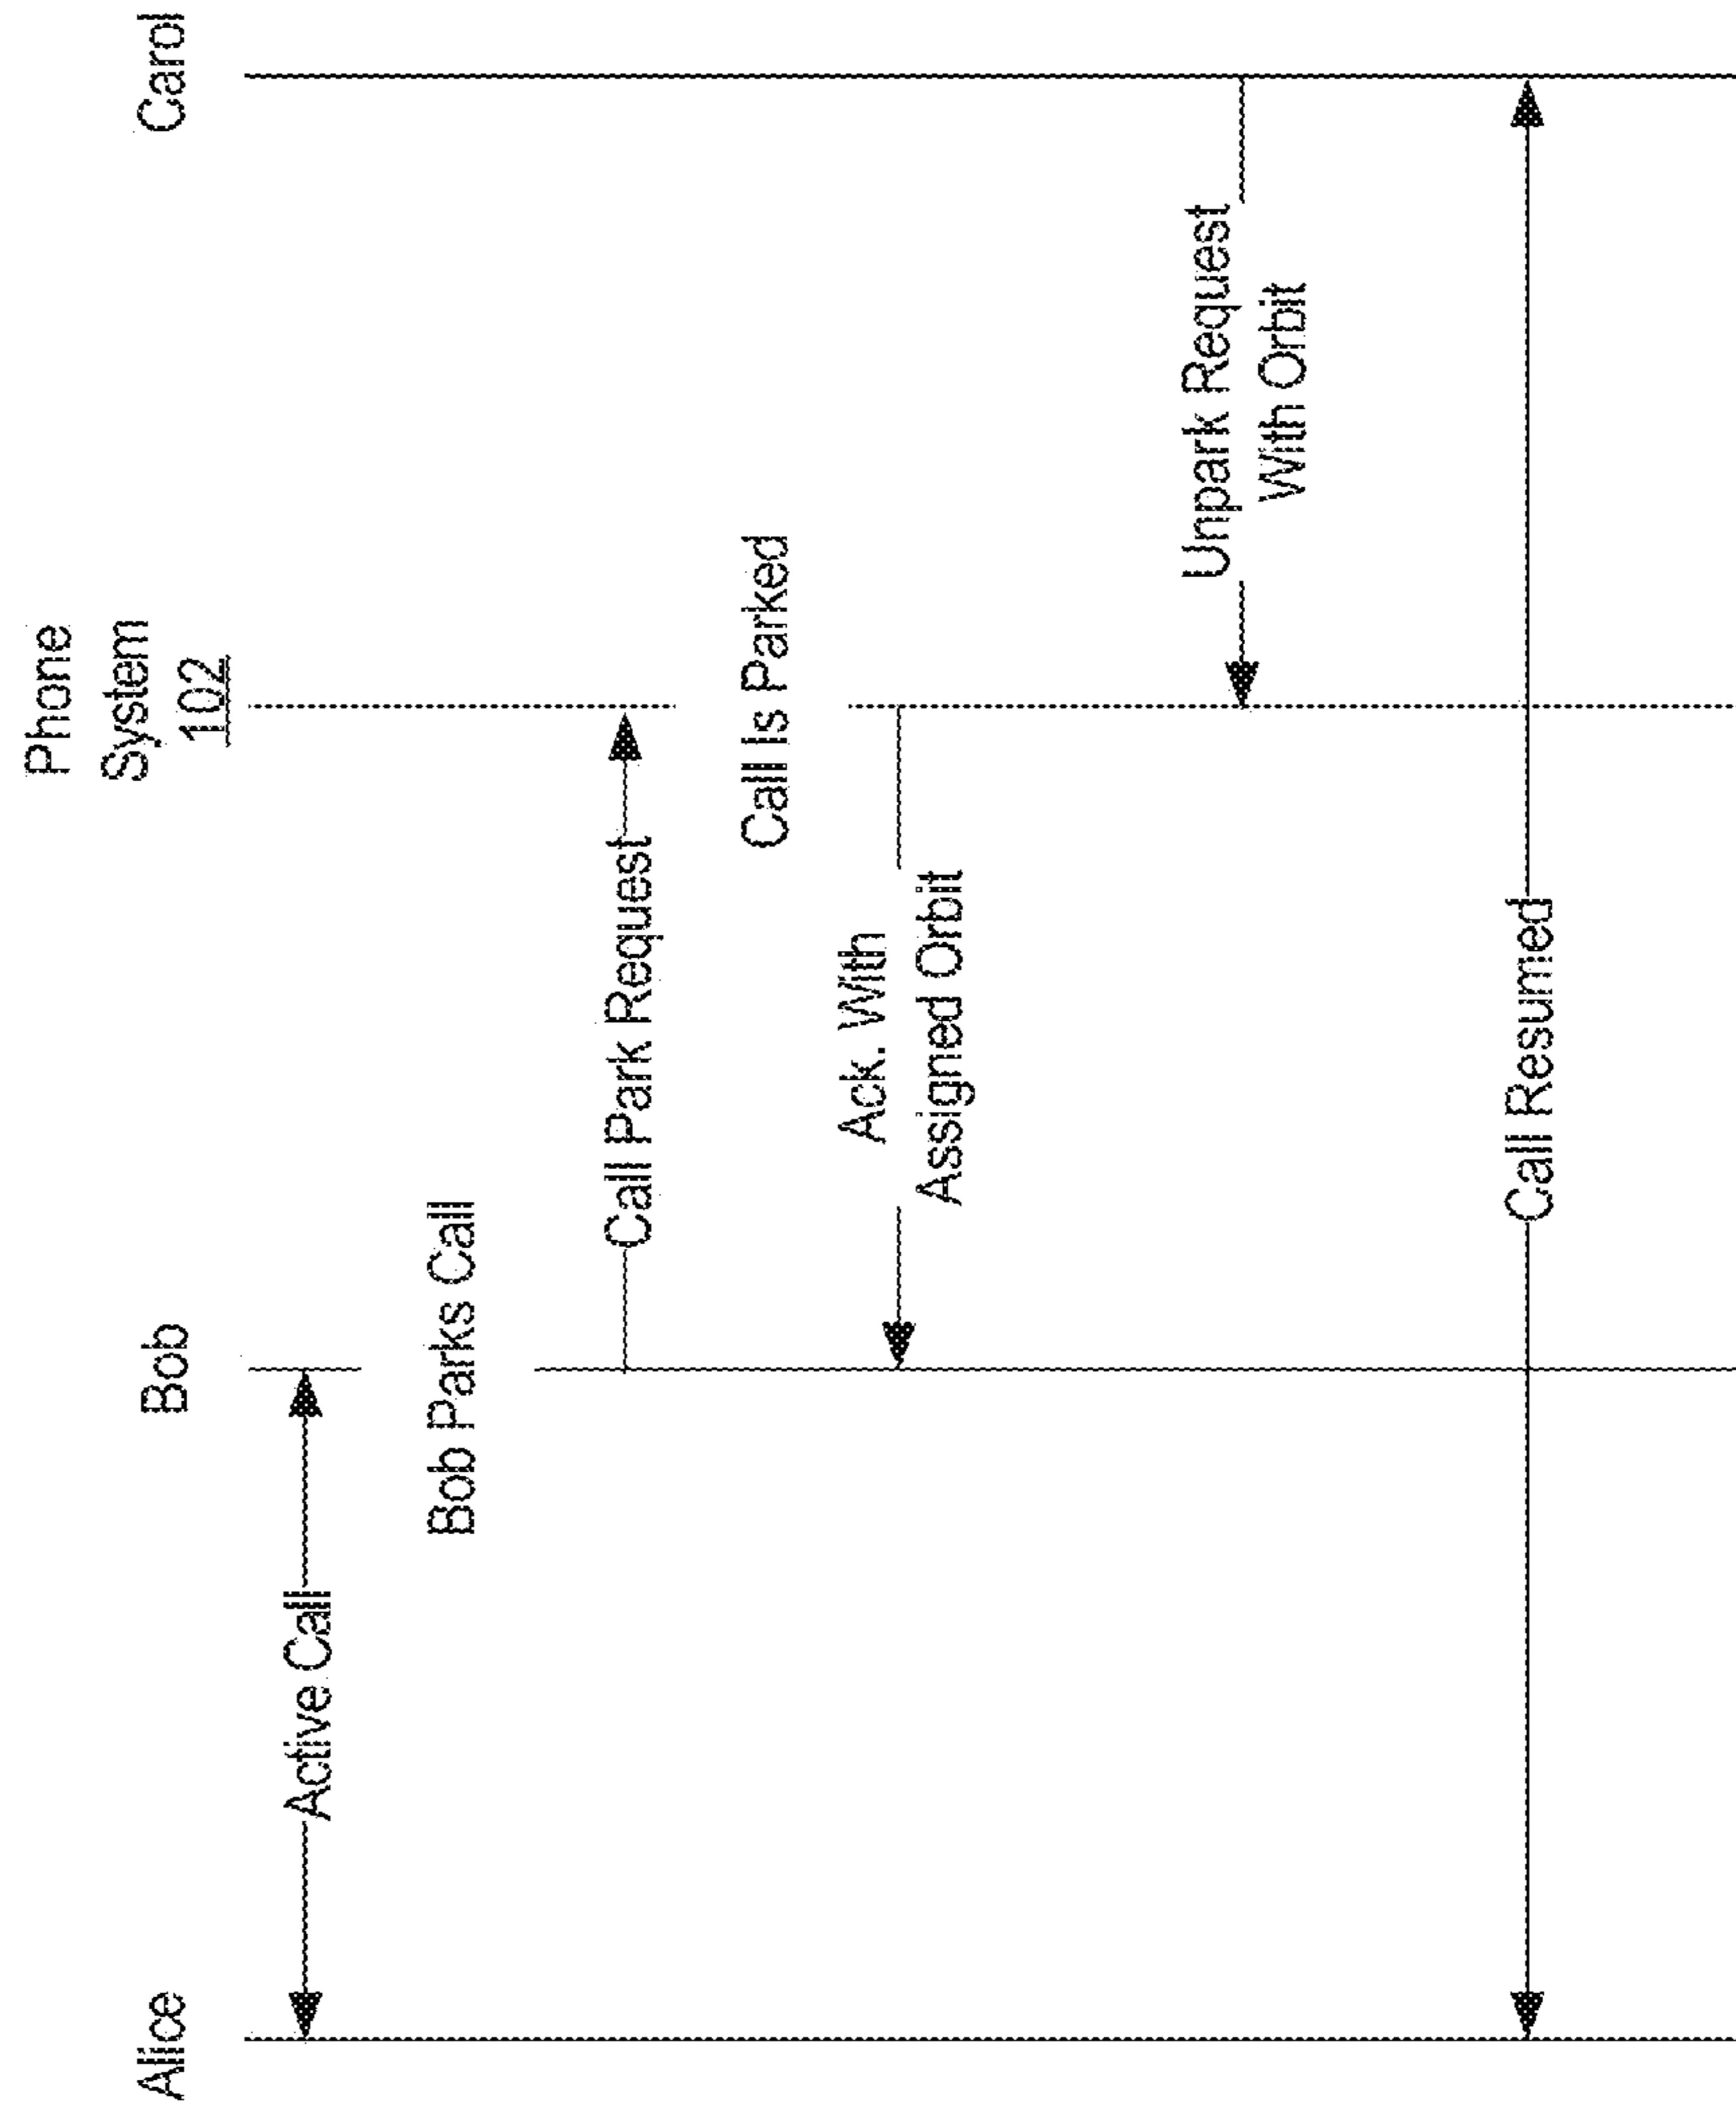 Alice
Bob
Phone
System
102
Carol
Active Call
Bob Parks Call
Call Park Request
Call Is Parked
Ack. With
Assigned Orbit
Unpark Request
With Orbit
Call Resumed